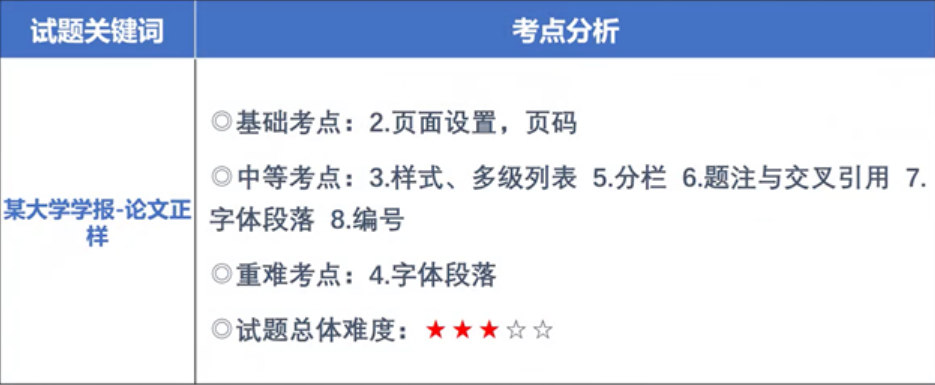 试题关键词
考点分析
某大学学报-论文正
样
◎基础考点：2.页面设置，页码
◎中等考点：3.样式、多级列表 5.分栏 6.题注与交叉引用 7.
字体段落 8.编号
◎重难考点：4.字体段落
◎试题总体难度：★★★☆☆